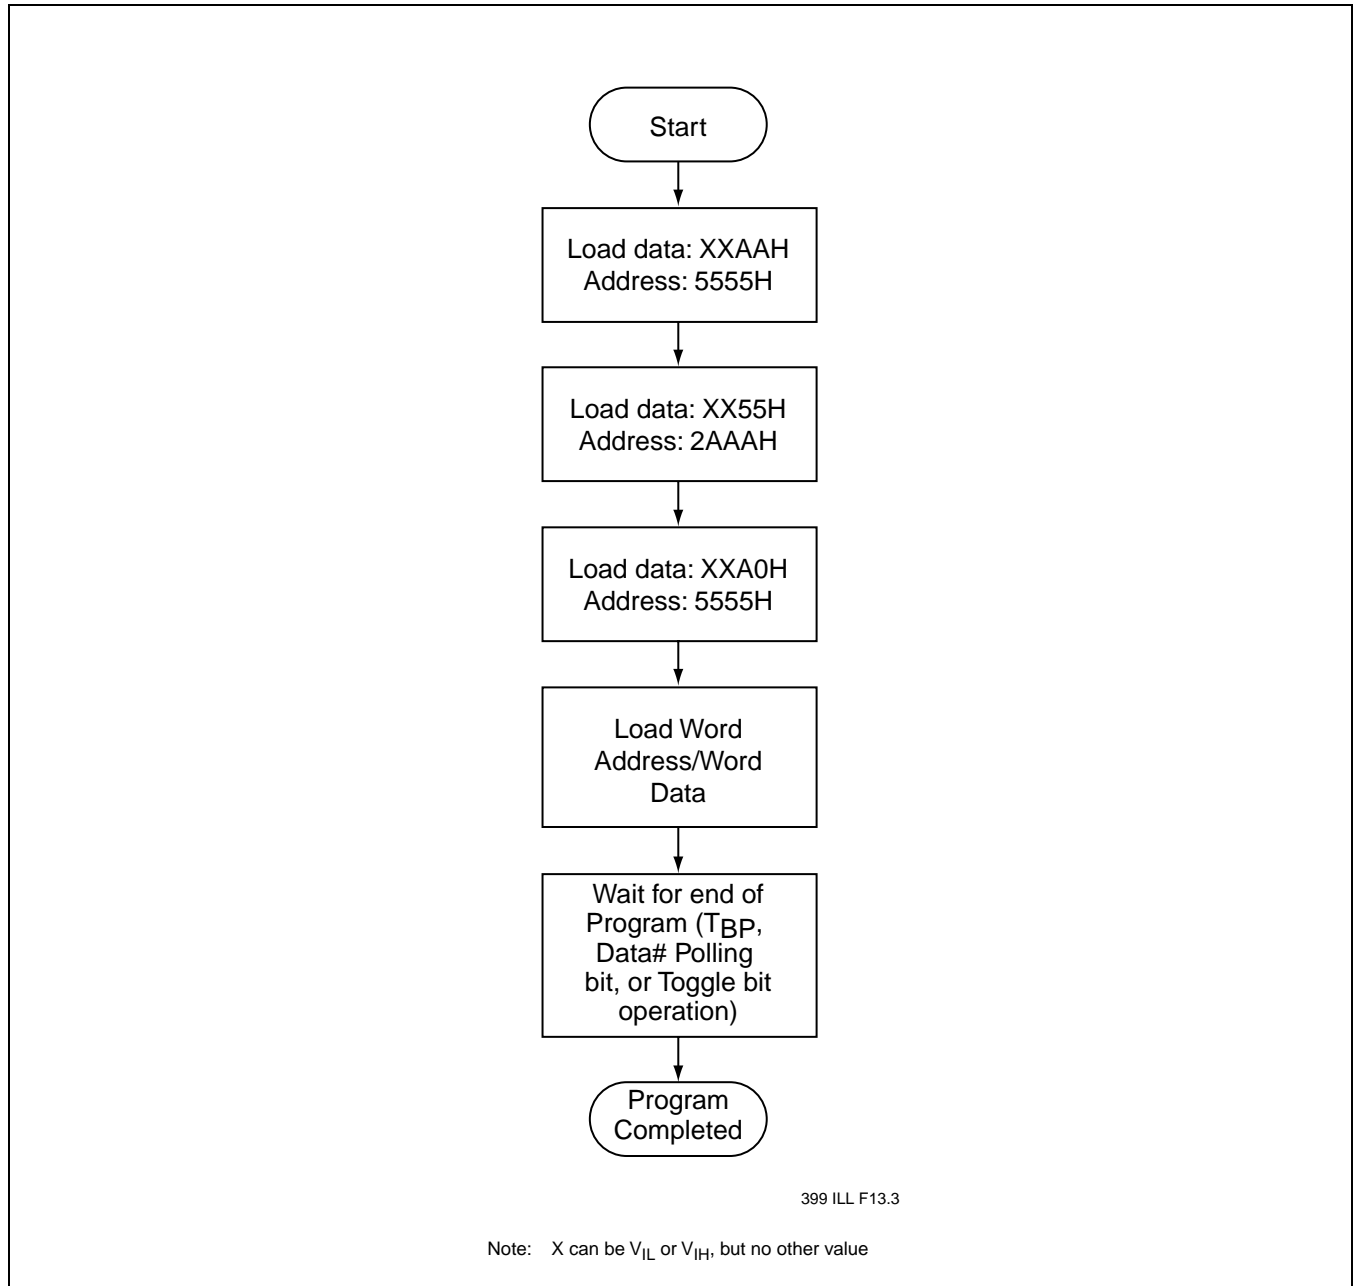 Start
Load data: XXAAH
Address: 5555H
Load data: XX55H
Address: 2AAAH
Load data: XXA0H
Address: 5555H
Load Word
Address/Word
Data
Wait for end of
Program (TBP,
Data# Polling
bit, or Toggle bit
operation)
Program
Completed
399 ILL F13.3
Note: X can be VIL or VIH, but no other value